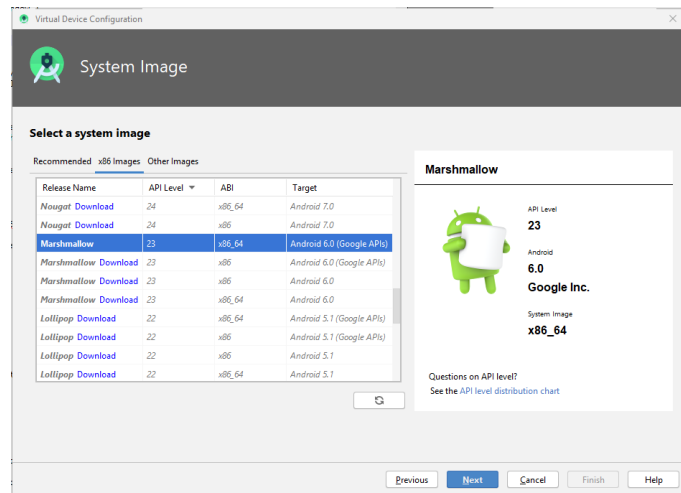 Virtual Device Configuration
System Image
Select a system image
Recommended x86 Images Other Images
Release Name API Level ABI Target
Nougat Download 24 x86_64 Android 7.0
Nougat Download 24 x86 Android 7.0
Marshmallow 23 x86_64 Android 6.0 (Google APIs)
Marshmallow Download 23 x86 Android 6.0 (Google APIs)
Marshmallow Download 23 x86 Android 6.0
Marshmallow Download 23 x86_64 Android 6.0
Lollipop Download 22 x86_64 Android 5.1 (Google APIs)
Lollipop Download 22 x86 Android 5.1 (Google APIs)
Lollipop Download 22 x86 Android 5.1
Lollipop Download 22 x86_64 Android 5.1
Marshmallow
API Level
23
Android
6.0
Google Inc.
System Image
x86_64
Questions on API level?
See the API level distribution chart
Previous Next Cancel Finish Help